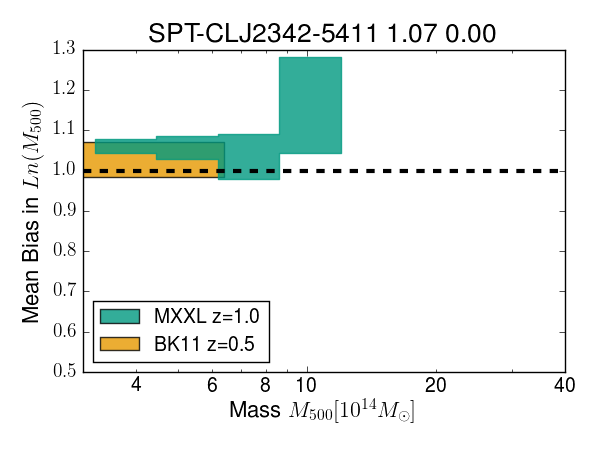 SPT-CLJ2342-5411 1.07 0.00
Mean Bias in Ln(M500)
1.3
1.2
1.1
1.0
0.9
0.8
0.7
0.6
0.5
MXXL z=1.0
BK11 z=0.5
4 6 8 10 20 40
Mass M500[10^14 M⊙]